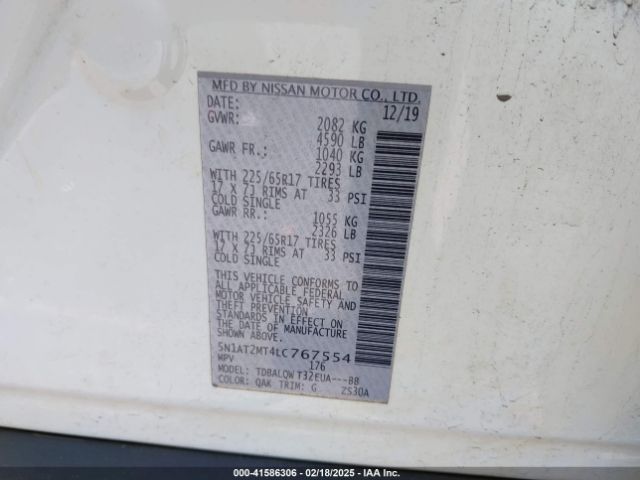 MFD BY NISSAN MOTOR CO., LTD.
DATE: 12/19
GVWR: 2082 KG
4590 LB
GAWR FR.: 1040 KG
2293 LB
WITH 225/65R17 TIRES
17 X 7J RIMS AT 33 PSI
COLD SINGLE
GAWR RR.: 1055 KG
2326 LB
WITH 225/65R17 TIRES
17 X 7J RIMS AT 33 PSI
COLD SINGLE
THIS VEHICLE CONFORMS TO
ALL APPLICABLE FEDERAL
MOTOR VEHICLE SAFETY AND
THEFT PREVENTION
STANDARDS IN EFFECT ON
DATE OF MANUFACTURE
SHOWN ABOVE.
5N1AT2MT4LC767554
MPV 176
MODEL: TDBALQWT32EUA---BB
COLOR: QAK TRIM: G ZS30A
000-41586306 - 02/18/2025 - IAA Inc.